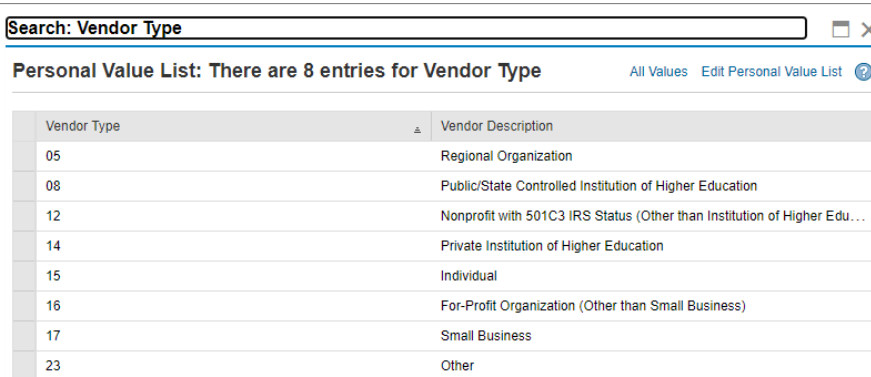 Search: Vendor Type
Personal Value List: There are 8 entries for Vendor Type All Values Edit Personal Value List ?
Vendor Type Vendor Description
05 Regional Organization
08 Public/State Controlled Institution of Higher Education
12 Nonprofit with 501C3 IRS Status (Other than Institution of Higher Edu...
14 Private Institution of Higher Education
15 Individual
16 For-Profit Organization (Other than Small Business)
17 Small Business
23 Other